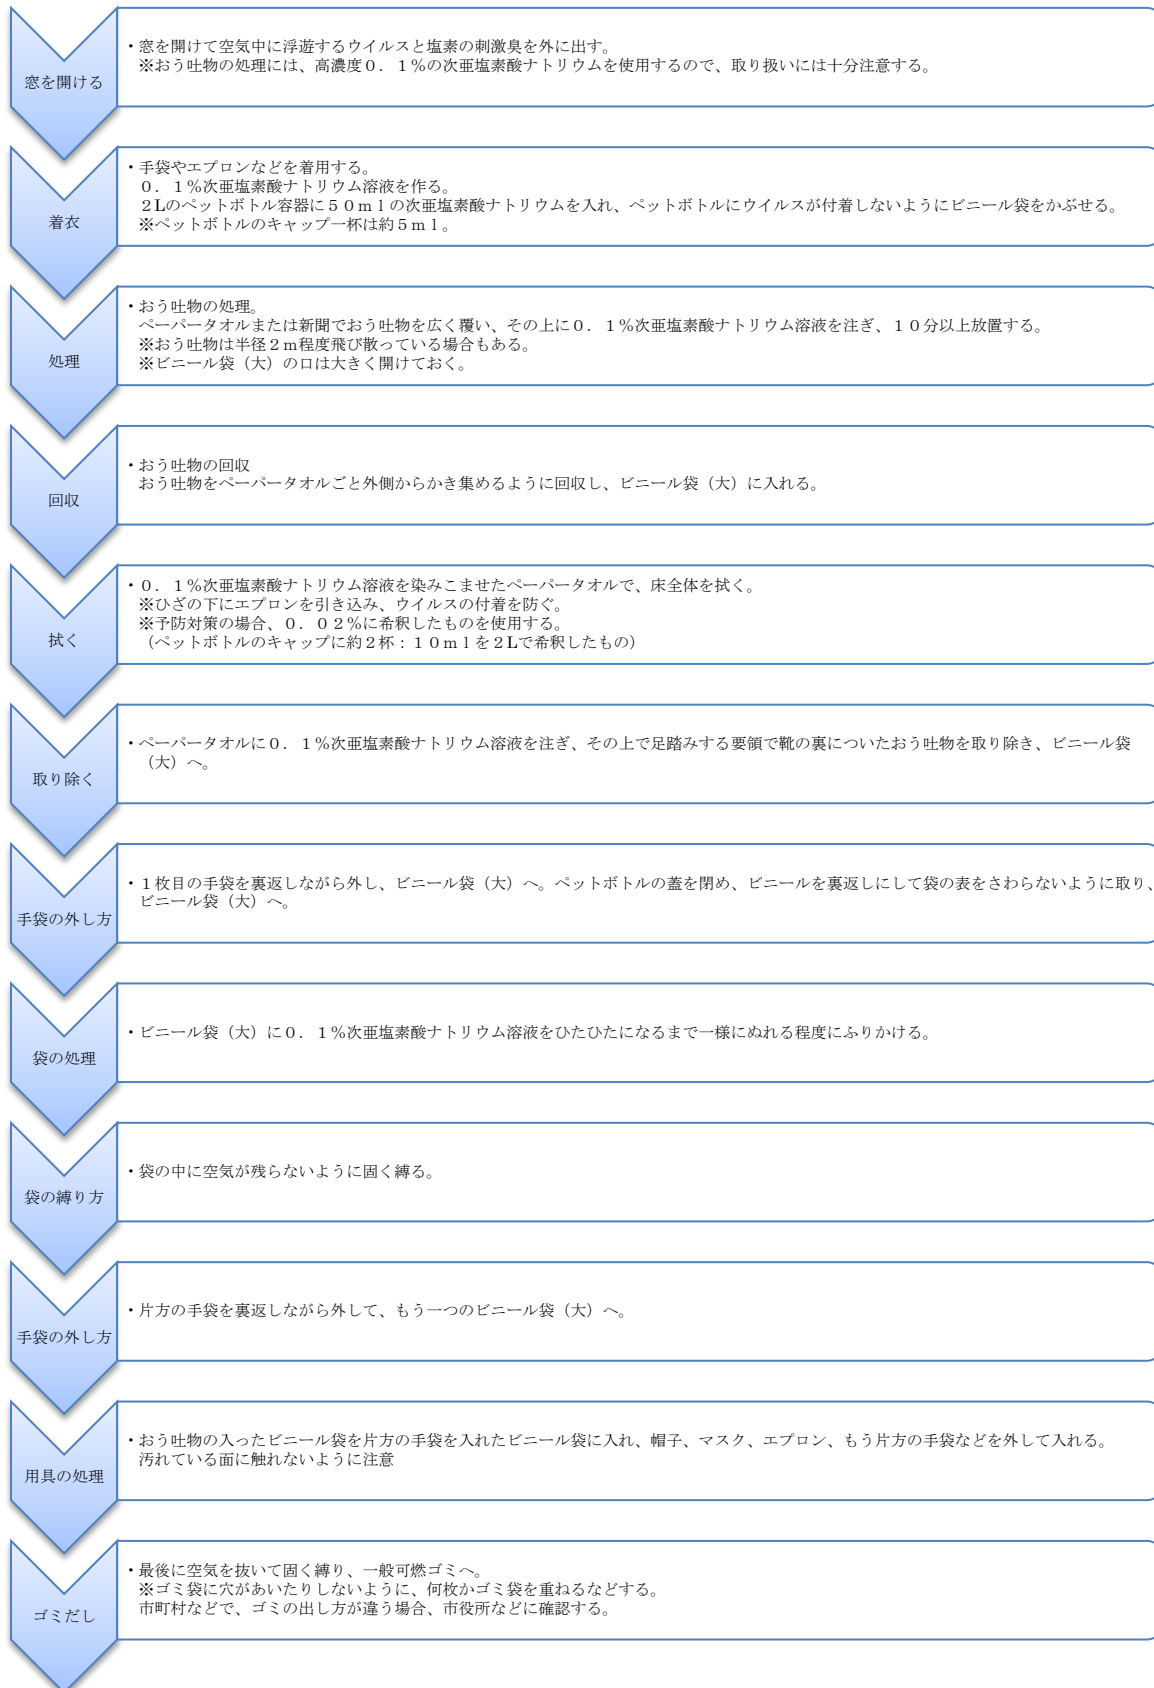 窓を開ける
・窓を開けて空気中に浮遊するウイルスと塩素の刺激臭を外に出す。
※おう吐物の処理には、高濃度０．１％の次亜塩素酸ナトリウムを使用するので、取り扱いには十分注意する。
着衣
・手袋やエプロンなどを着用する。
０．１％次亜塩素酸ナトリウム溶液を作る。
２Lのペットボトル容器に５０ｍｌの次亜塩素酸ナトリウムを入れ、ペットボトルにウイルスが付着しないようにビニール袋をかぶせる。
※ペットボトルのキャップ一杯は約５ｍｌ。
処理
・おう吐物の処理。
ペーパータオルまたは新聞でおう吐物を広く覆い、その上に０．１％次亜塩素酸ナトリウム溶液を注ぎ、１０分以上放置する。
※おう吐物は半径２ｍ程度飛び散っている場合もある。
※ビニール袋（大）の口は大きく開けておく。
回収
・おう吐物の回収
おう吐物をペーパータオルごと外側からかき集めるように回収し、ビニール袋（大）に入れる。
拭く
・０．１％次亜塩素酸ナトリウム溶液を染みこませたペーパータオルで、床全体を拭く。
※ひざの下にエプロンを引き込み、ウイルスの付着を防ぐ。
※予防対策の場合、０．０２％に希釈したものを使用する。
（ペットボトルのキャップに約２杯：１０ｍｌを２Lで希釈したもの）
取り除く
・ペーパータオルに０．１％次亜塩素酸ナトリウム溶液を注ぎ、その上で足踏みする要領で靴の裏についたおう吐物を取り除き、ビニール袋
（大）へ。
手袋の外し方
・１枚目の手袋を裏返しながら外し、ビニール袋（大）へ。ペットボトルの蓋を閉め、ビニールを裏返しにして袋の表をさわらないように取り、
ビニール袋（大）へ。
袋の処理
・ビニール袋（大）に０．１％次亜塩素酸ナトリウム溶液をひたひたになるまで一様にぬれる程度にふりかける。
袋の縛り方
・袋の中に空気が残らないように固く縛る。
手袋の外し方
・片方の手袋を裏返しながら外して、もう一つのビニール袋（大）へ。
用具の処理
・おう吐物の入ったビニール袋を片方の手袋を入れたビニール袋に入れ、帽子、マスク、エプロン、もう片方の手袋などを外して入れる。
汚れている面に触れないように注意
ゴミだし
・最後に空気を抜いて固く縛り、一般可燃ゴミへ。
※ゴミ袋に穴があいたりしないように、何枚かゴミ袋を重ねるなどする。
市町村などで、ゴミの出し方が違う場合、市役所などに確認する。